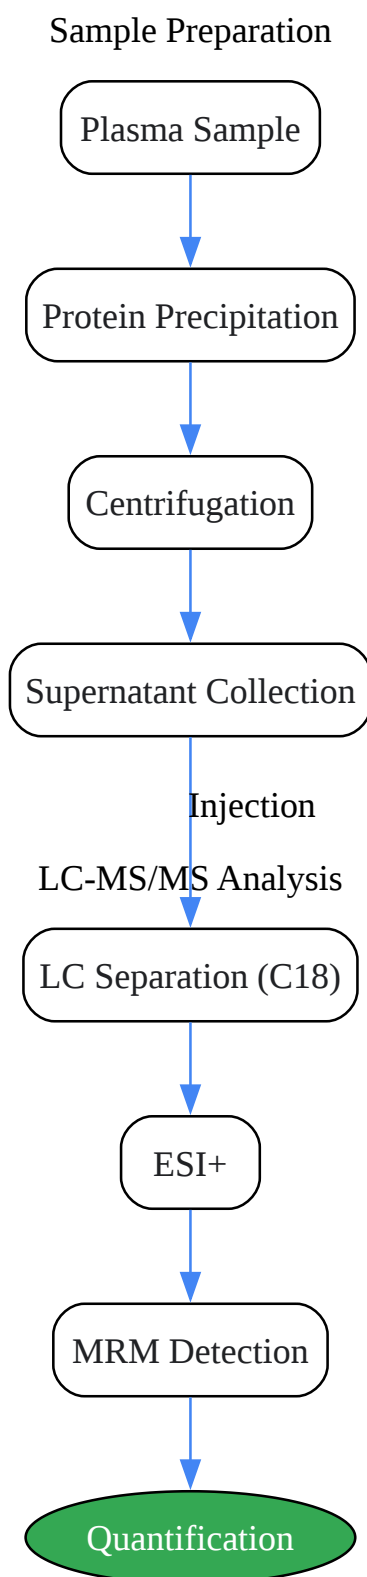 Sample Preparation
Plasma Sample
Protein Precipitation
Centrifugation
Supernatant Collection
Injection
LC-MS/MS Analysis
LC Separation (C18)
ESI+
MRM Detection
Quantification